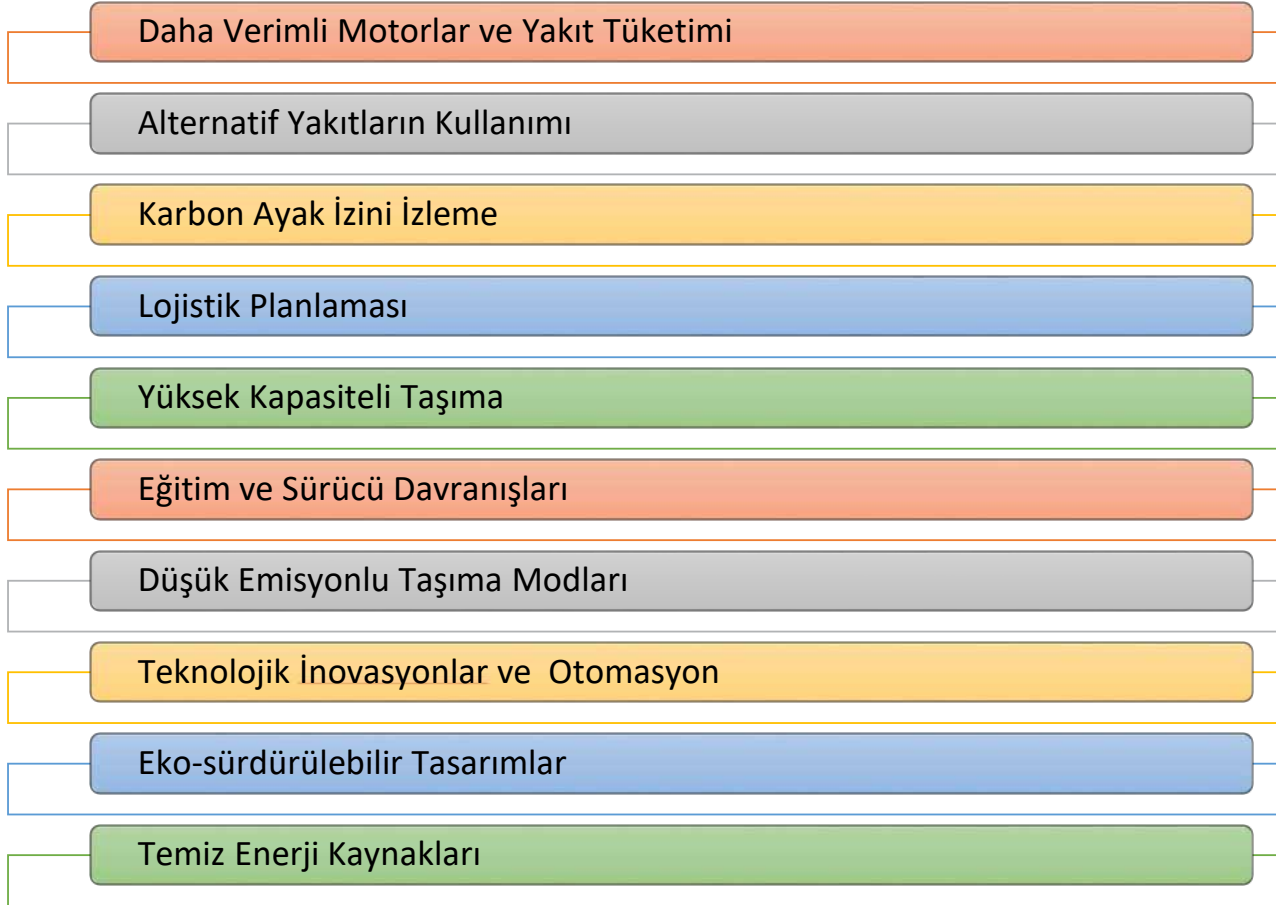 Daha Verimli Motorlar ve Yakıt Tüketimi
Alternatif Yakıtların Kullanımı
Karbon Ayak İzini İzleme
Lojistik Planlaması
Yüksek Kapasiteli Taşıma
Eğitim ve Sürücü Davranışları
Düşük Emisyonlu Taşıma Modları
Teknolojik İnovasyonlar ve  Otomasyon
Eko-sürdürülebilir Tasarımlar
Temiz Enerji Kaynakları